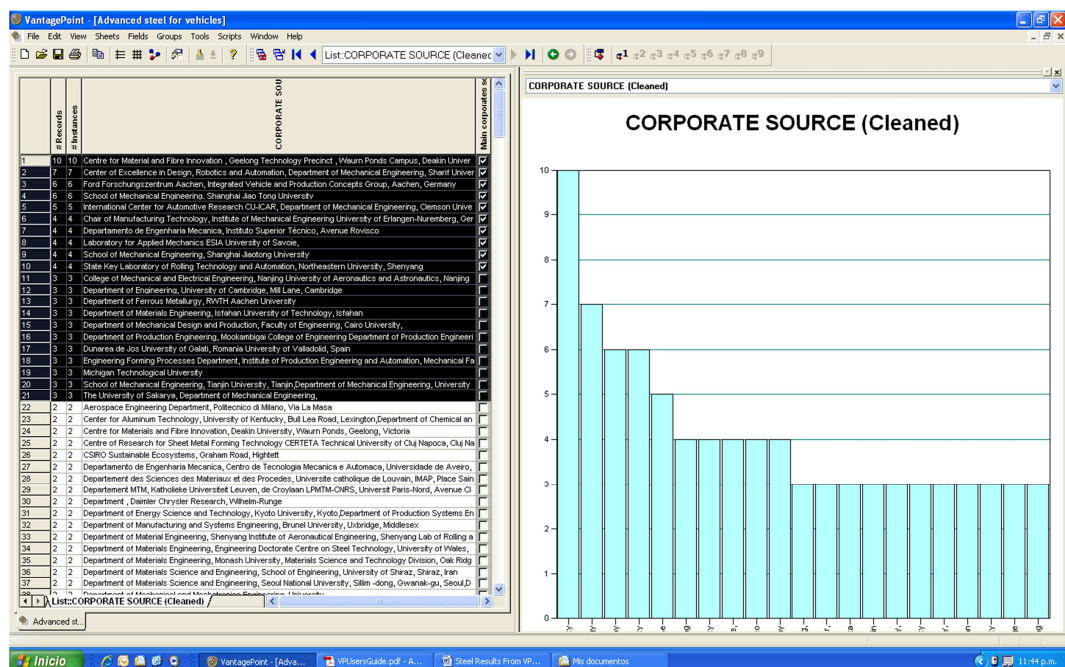 VantagePoint - [Advanced steel for vehicles]
File Edit View Sheets Fields Groups Tools Scripts Window Help
List::CORPORATE SOURCE (Cleaned
1 2 3 4 5 6 7 8 9
# Records # Instances CORPORATE SOU Main corporates so
1 10 10 Centre for Material and Fibre Innovation , Geelong Technology Precinct , Waurn Ponds Campus, Deakin Univer
2 7 7 Center of Excellence in Design, Robotics and Automation, Department of Mechanical Engineering, Sharif Univer
3 6 6 Ford Forschungszentrum Aachen, Integrated Vehicle and Production Concepts Group, Aachen, Germany
4 6 6 School of Mechanical Engineering, Shanghai Jiao Tong University
5 5 5 International Center for Automotive Research CU-ICAR, Department of Mechanical Engineering, Clemson Unive
6 4 4 Chair of Manufacturing Technology, Institute of Mechanical Engineering University of Erlangen-Nuremberg, Ger
7 4 4 Departamento de Engenharia Mecanica, Instituto Superior Técnico, Avenue Rovisco
8 4 4 Laboratory for Applied Mechanics ESIA University of Savoie,
9 4 4 School of Mechanical Engineering, Shanghai Jiaotong University
10 4 4 State Key Laboratory of Rolling Technology and Automation, Northeastern University, Shenyang
11 3 3 College of Mechanical and Electrical Engineering, Nanjing University of Aeronautics and Astronautics, Nanjing
12 3 3 Department of Engineering, University of Cambridge, Mill Lane, Cambridge
13 3 3 Department of Ferrous Metallurgy, RWTH Aachen University
14 3 3 Department of Materials Engineering, Isfahan University of Technology, Isfahan
15 3 3 Department of Mechanical Design and Production, Faculty of Engineering, Cairo University,
16 3 3 Department of Production Engineering, Mookambigai College of Engineering Department of Production Engineeri
17 3 3 Dunarea de Jos University of Galati, Romania University of Valladolid, Spain
18 3 3 Engineering Forming Processes Department, Institute of Production Engineering and Automation, Mechanical Fa
19 3 3 Michigan Technological University
20 3 3 School of Mechanical Engineering, Tianjin University, Tianjin,Department of Mechanical Engineering, University
21 3 3 The University of Sakarya, Department of Mechanical Engineering,
22 2 2 Aerospace Engineering Department, Politecnico di Milano, Via La Masa
23 2 2 Center for Aluminum Technology, University of Kentucky, Bull Lea Road, Lexington,Department of Chemical an
24 2 2 Centre for Materials and Fibre Innovation, Deakin University, Waurn Ponds, Geelong, Victoria
25 2 2 Centre of Research for Sheet Metal Forming Technology CERTETA Technical University of Cluj Napoca, Cluj Na
26 2 2 CSIRO Sustainable Ecosystems, Graham Road, Highett
27 2 2 Departamento de Engenharia Mecanica, Centro de Tecnologia Mecanica e Automaca, Universidade de Aveiro,
28 2 2 Departement des Sciences des Materiaux et des Procedes, Universite catholique de Louvain, IMAP, Place Sain
29 2 2 Departement MTM, Katholieke Universiteit Leuven, de Croylaan LPMTM-CNRS, Universit Paris-Nord, Avenue Cl
30 2 2 Department , Daimler Chrysler Research, Wilhelm-Runge
31 2 2 Department of Energy Science and Technology, Kyoto University, Kyoto,Department of Production Systems En
32 2 2 Department of Manufacturing and Systems Engineering, Brunel University, Uxbridge, Middlesex
33 2 2 Department of Material Engineering, Shenyang Institute of Aeronautical Engineering, Shenyang Lab of Rolling a
34 2 2 Department of Materials Engineering, Engineering Doctorate Centre on Steel Technology, University of Wales,
35 2 2 Department of Materials Engineering, Monash University, Materials Science and Technology Division, Oak Ridg
36 2 2 Department of Materials Science and Engineering, School of Engineering, University of Shiraz, Shiraz, Iran
37 2 2 Department of Materials Science and Engineering, Seoul National University, Sillim -dong, Gwanak-gu, Seoul,D
List::CORPORATE SOURCE (Cleaned)
Advanced st...
CORPORATE SOURCE (Cleaned)
CORPORATE SOURCE (Cleaned)
10
9
8
7
6
5
4
3
2
1
0
Inicio VantagePoint - [Adva... VPUsersGuide.pdf - A... Steel Results From VP... Mis documentos 11:44 p.m.